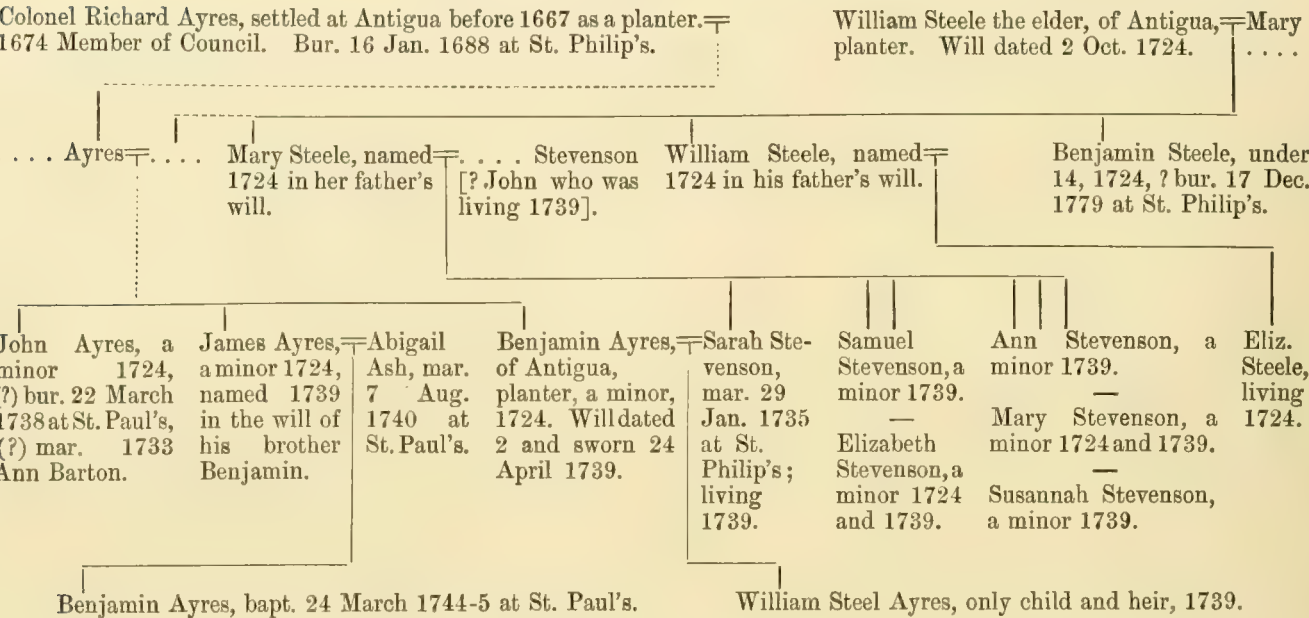 Colonel Richard Ayres, settled at Antigua before 1667 as a planter.
1674 Member of Council. Bur. 16 Jan. 1688 at St. Philip's.
William Steele the elder, of Antigua,=Mary
planter. Will dated 2 Oct. 1724. . . . .
. . . Ayres=. . . .
Mary Steele, named=. . . . Stevenson
1724 in her father's [? John who was
will. living 1739].
William Steele, named=
1724 in his father's will.
Benjamin Steele, under
14, 1724, ? bur. 17 Dec.
1779 at St. Philip's.
John Ayres, a
minor 1724,
(?) bur. 22 March
1738 at St. Paul's,
(?) mar. 1733
Ann Barton.
James Ayres,=Abigail
a minor 1724, Ash, mar.
named 1739 7 Aug.
in the will of 1740 at
his brother St. Paul's.
Benjamin.
Benjamin Ayres,=Sarah Ste-
of Antigua, venson,
planter, a minor, mar. 29
1724. Will dated Jan. 1735
2 and sworn 24 at St.
April 1739. Philip's;
living
1739.
Samuel
Stevenson, a
minor 1739.
—
Elizabeth
Stevenson, a
minor 1724
and 1739.
Ann Stevenson, a
minor 1739.
—
Mary Stevenson, a
minor 1724 and 1739.
—
Susannah Stevenson,
a minor 1739.
Eliz.
Steele,
living
1724.
Benjamin Ayres, bapt. 24 March 1744-5 at St. Paul's.
William Steel Ayres, only child and heir, 1739.